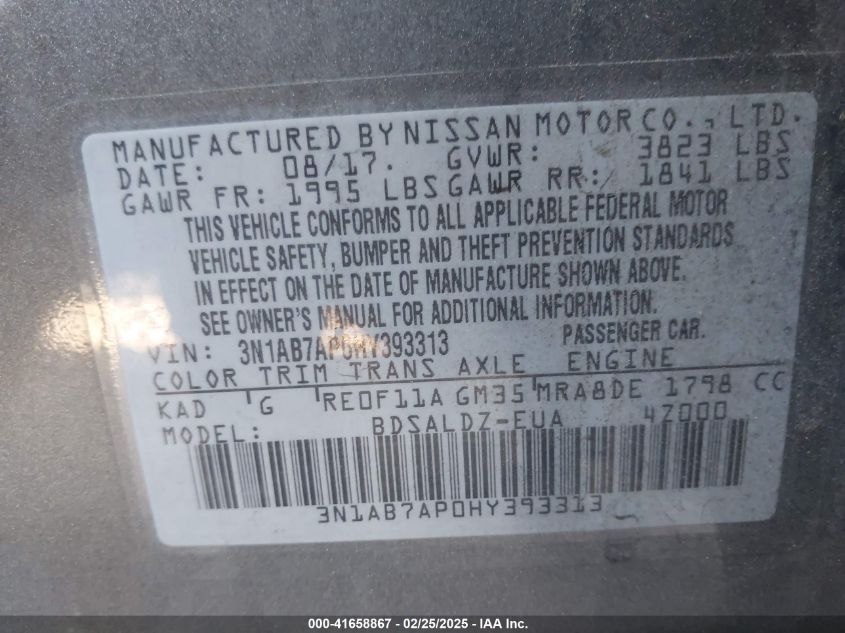 MANUFACTURED BY NISSAN MOTOR CO., LTD.
DATE: 08/17. GVWR: 3823 LBS
GAWR FR: 1995 LBS GAWR RR: 1841 LBS
THIS VEHICLE CONFORMS TO ALL APPLICABLE FEDERAL MOTOR
VEHICLE SAFETY, BUMPER AND THEFT PREVENTION STANDARDS
IN EFFECT ON THE DATE OF MANUFACTURE SHOWN ABOVE.
SEE OWNER'S MANUAL FOR ADDITIONAL INFORMATION.
VIN: 3N1AB7AP0HY393313 PASSENGER CAR.
COLOR TRIM TRANS AXLE ENGINE
KAD G RE0F11A GM35 MRA8DE 1798 CC
MODEL: BDSALDZ-EUA 4Z000
3N1AB7AP0HY393313
000-41658867 - 02/25/2025 - IAA Inc.